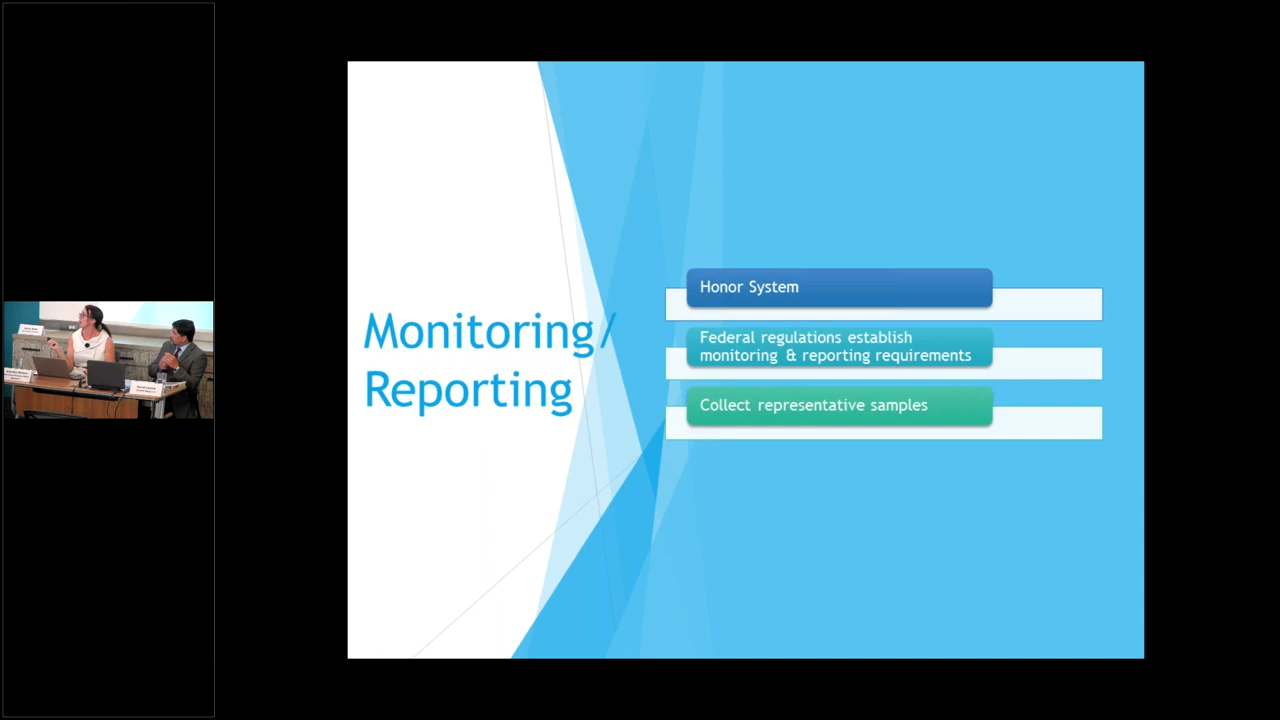 Monitoring/
Reporting
Honor System
Federal regulations establish
monitoring & reporting requirements
Collect representative samples